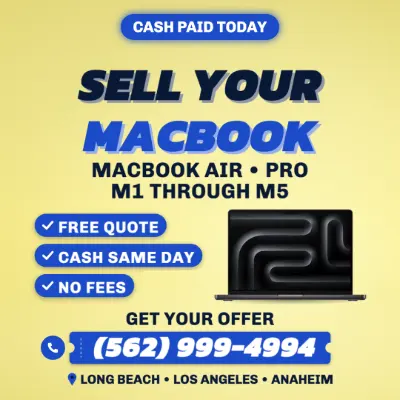 CASH PAID TODAY
SELL YOUR
MACBOOK
MACBOOK AIR • PRO
M1 THROUGH M5
FREE QUOTE
CASH SAME DAY
NO FEES
GET YOUR OFFER
(562) 999-4994
LONG BEACH • LOS ANGELES • ANAHEIM